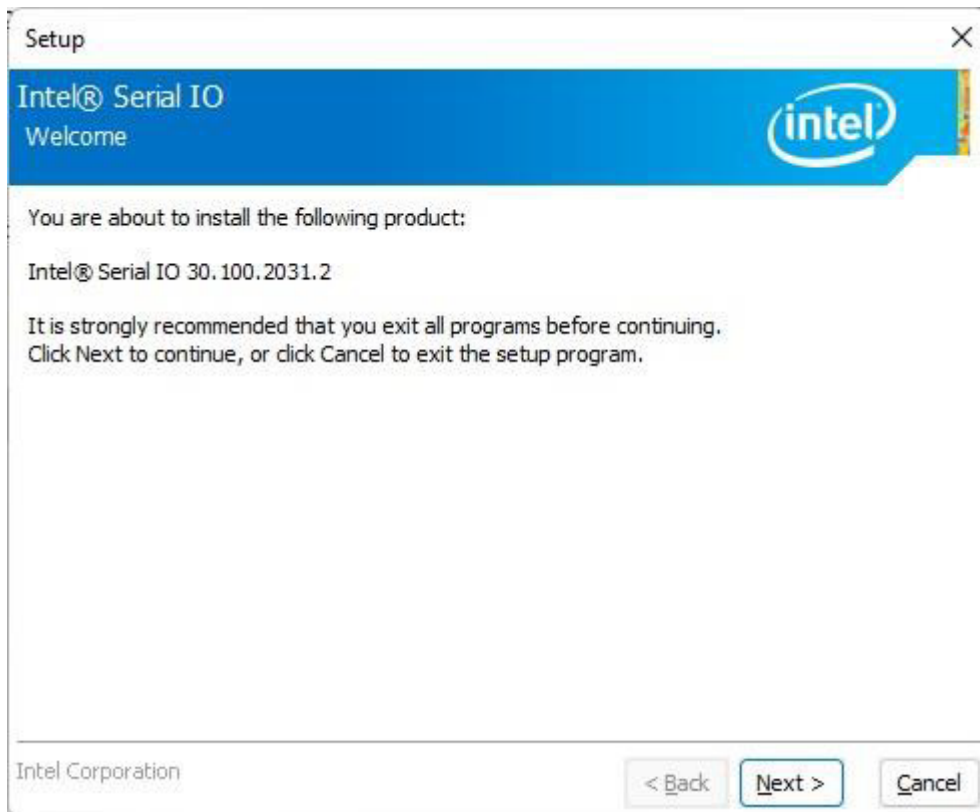 Setup
Intel® Serial IO
Welcome
intel
You are about to install the following product:
Intel® Serial IO 30.100.2031.2
It is strongly recommended that you exit all programs before continuing.
Click Next to continue, or click Cancel to exit the setup program.
Intel Corporation
< Back Next > Cancel